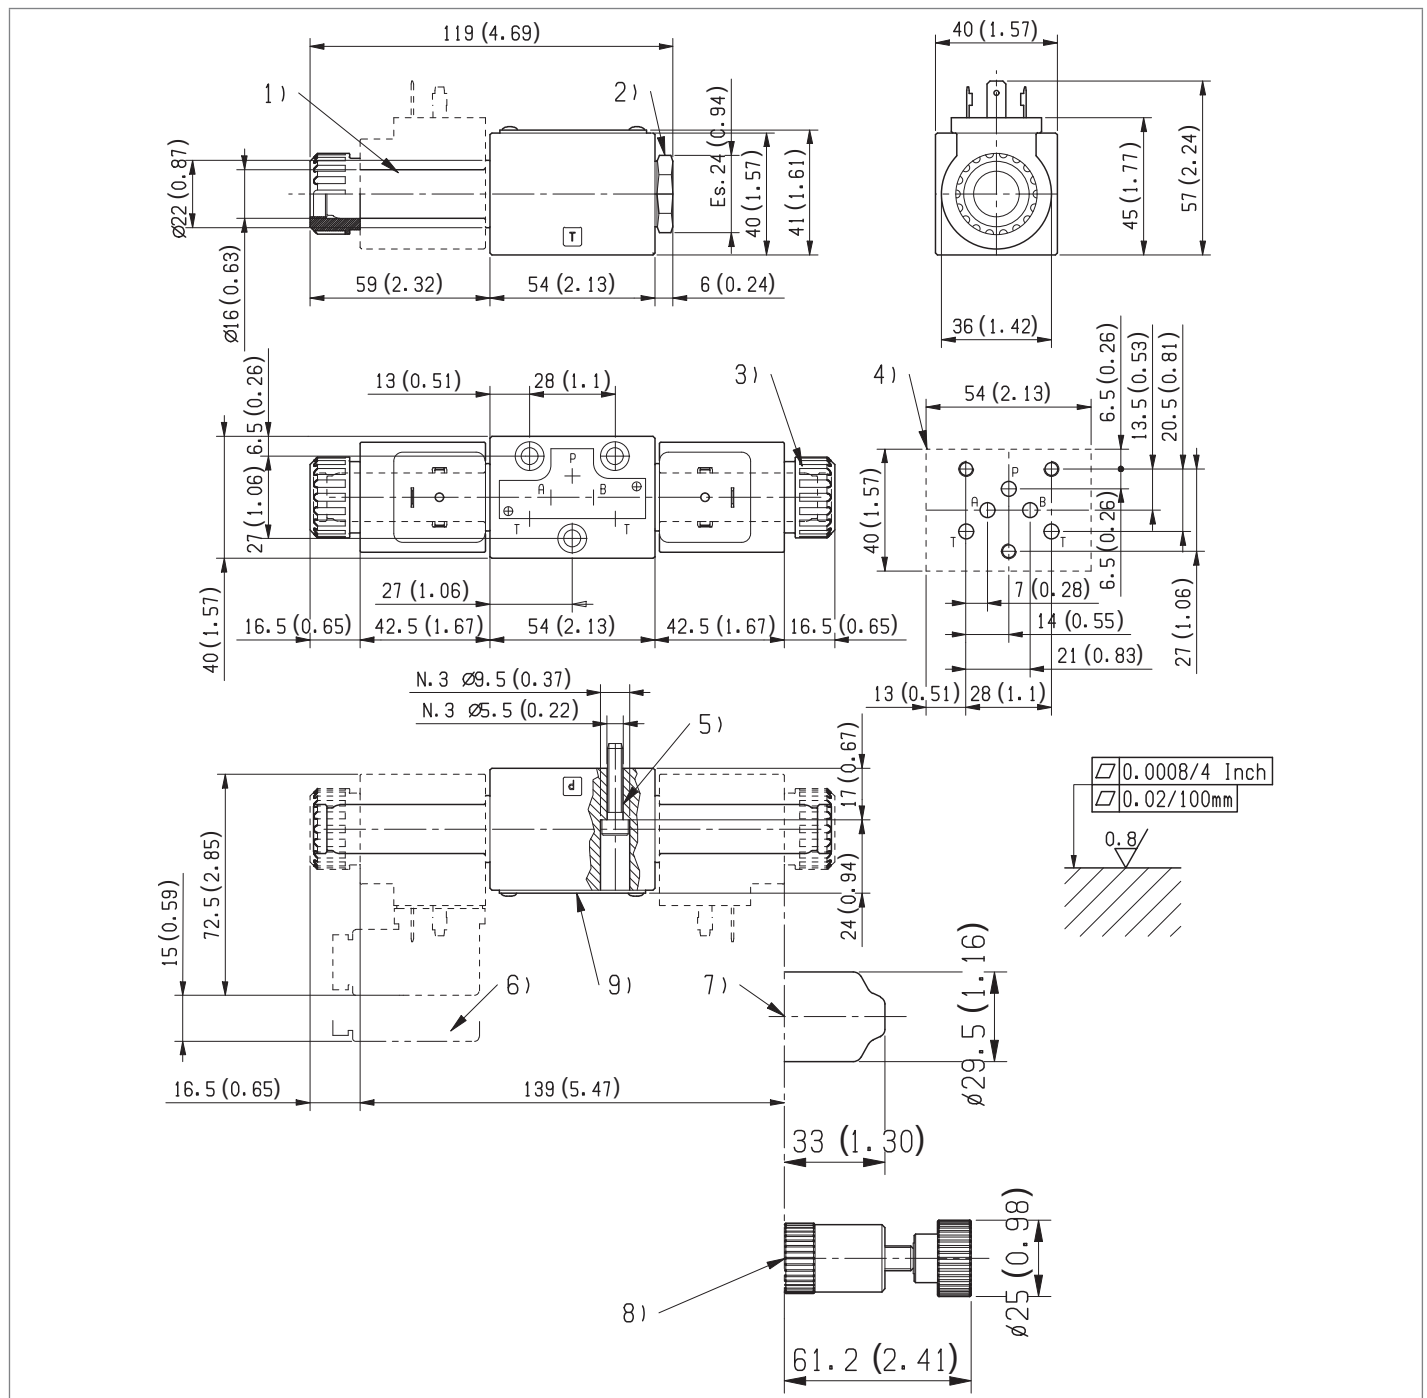 119 (4.69)
40 (1.57)
1)
2)
Ø22 (0.87)
Ø16 (0.63)
Es.24 (0.94)
40 (1.57)
41 (1.61)
45 (1.77)
57 (2.24)
T
59 (2.32)
54 (2.13)
6 (0.24)
36 (1.42)
13 (0.51)
28 (1.1)
3)
4)
54 (2.13)
6.5 (0.26)
13.5 (0.53)
20.5 (0.81)
6.5 (0.26)
27 (1.06)
40 (1.57)
P
A
B
T
T
40 (1.57)
P
A
B
T
T
6.5 (0.26)
27 (1.06)
27 (1.06)
7 (0.28)
14 (0.55)
21 (0.83)
13 (0.51)
28 (1.1)
16.5 (0.65)
42.5 (1.67)
54 (2.13)
42.5 (1.67)
16.5 (0.65)
N.3 Ø9.5 (0.37)
N.3 Ø5.5 (0.22)
5)
P
17 (0.67)
24 (0.94)
0.0008/4 Inch
0.02/100mm
0.8
72.5 (2.85)
15 (0.59)
6)
9)
7)
Ø29.5 (1.16)
16.5 (0.65)
139 (5.47)
33 (1.30)
8)
Ø25 (0.98)
61.2 (2.41)